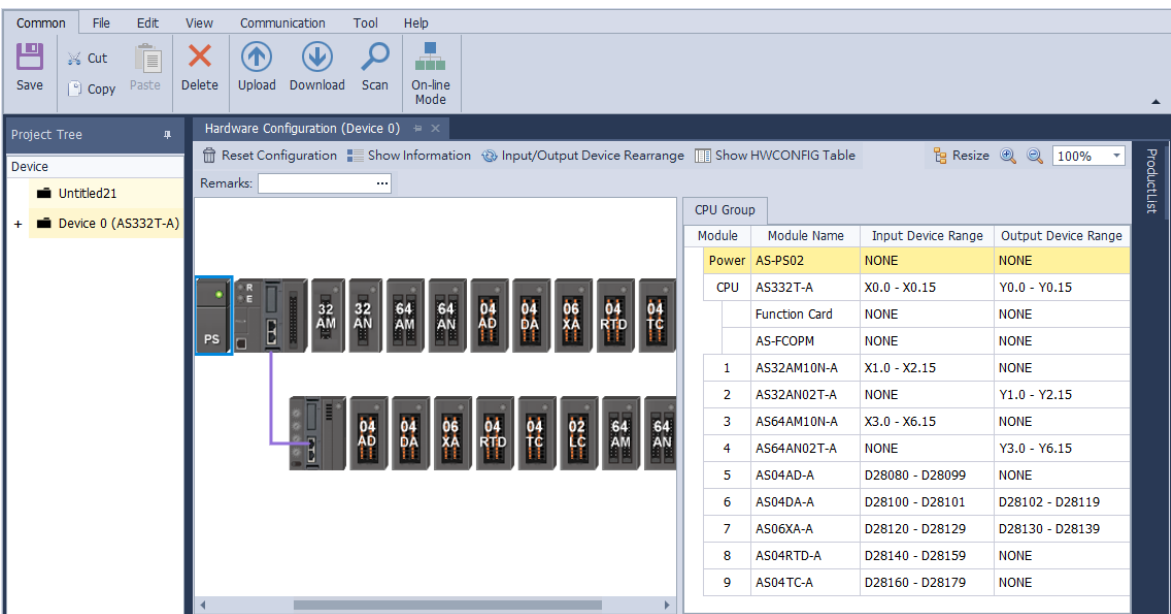 Common File Edit View Communication Tool Help
Save Cut Copy Paste Delete Upload Download Scan On-line Mode
Project Tree
Device
Untitled21
+ Device 0 (AS332T-A)
Hardware Configuration (Device 0)
Reset Configuration Show Information Input/Output Device Rearrange Show HWCONFIG Table Resize 100%
Remarks: ...
ProductList
PS R E 32 AM 32 AN 64 AM 64 AN 04 AD 04 DA 06 XA 04 RTD 04 TC
04 AD 04 DA 06 XA 04 RTD 04 TC 02 LC 64 AM 64 AN
CPU Group
Module Module Name Input Device Range Output Device Range
Power AS-PS02 NONE NONE
CPU AS332T-A X0.0 - X0.15 Y0.0 - Y0.15
Function Card NONE NONE
AS-FCOPM NONE NONE
1 AS32AM10N-A X1.0 - X2.15 NONE
2 AS32AN02T-A NONE Y1.0 - Y2.15
3 AS64AM10N-A X3.0 - X6.15 NONE
4 AS64AN02T-A NONE Y3.0 - Y6.15
5 AS04AD-A D28080 - D28099 NONE
6 AS04DA-A D28100 - D28101 D28102 - D28119
7 AS06XA-A D28120 - D28129 D28130 - D28139
8 AS04RTD-A D28140 - D28159 NONE
9 AS04TC-A D28160 - D28179 NONE